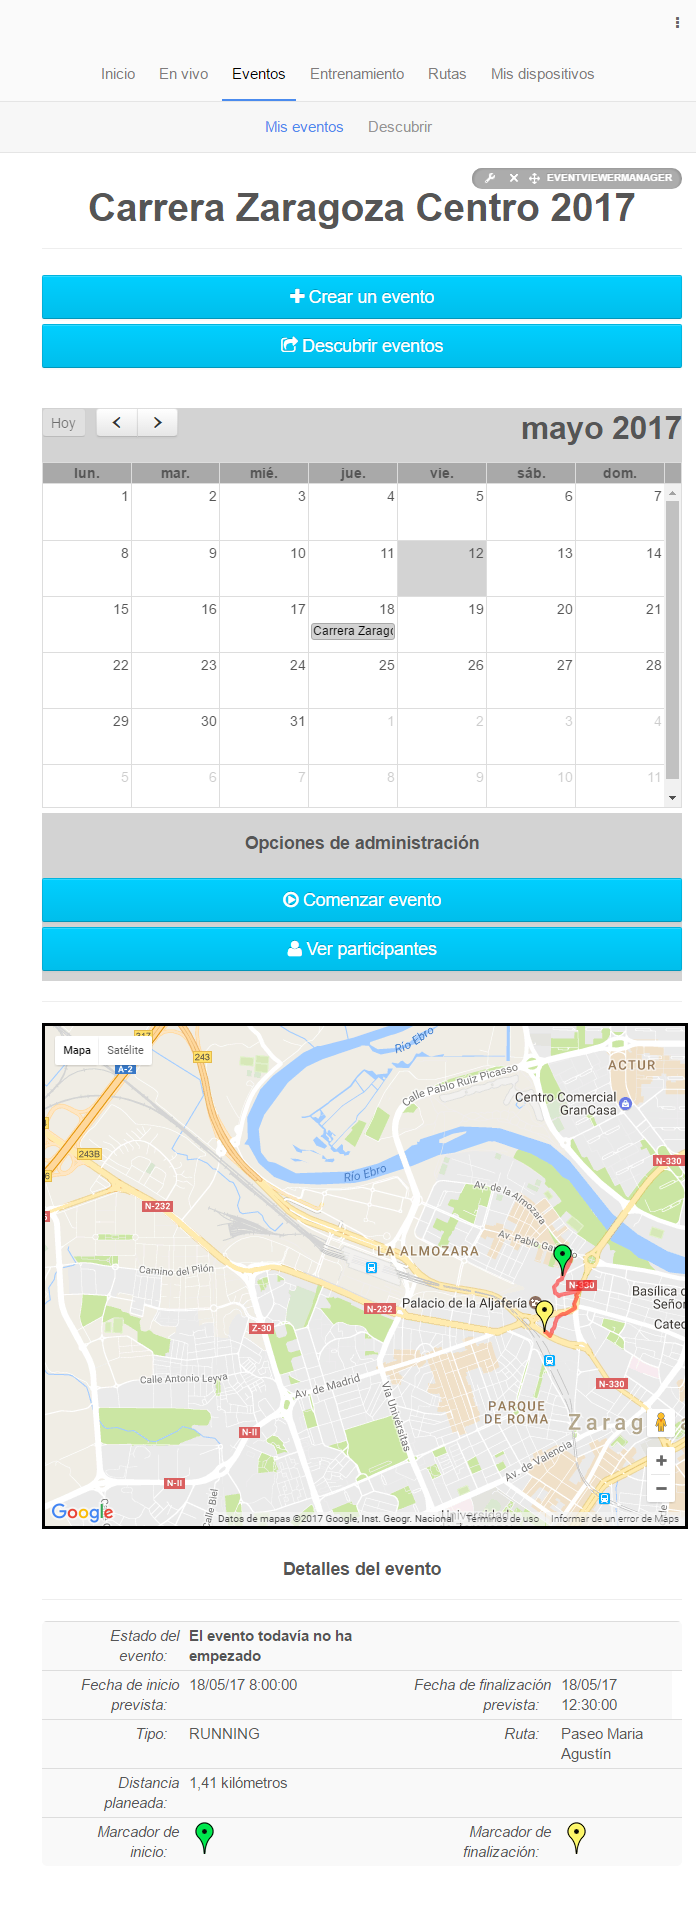 Inicio En vivo Eventos Entrenamiento Rutas Mis dispositivos
Mis eventos Descubrir
EVENTVIEWERMANAGER
Carrera Zaragoza Centro 2017
Crear un evento
Descubrir eventos
Hoy mayo 2017
lun. mar. mié. jue. vie. sáb. dom.
1 2 3 4 5 6 7
8 9 10 11 12 13 14
15 16 17 18 19 20 21
Carrera Zarago
22 23 24 25 26 27 28
29 30 31 1 2 3 4
5 6 7 8 9 10 11
Opciones de administración
Comenzar evento
Ver participantes
Mapa Satélite
A-2
243
Río Ebro
ACTUR
Calle Pablo Ruiz Picasso
Centro Comercial
GranCasa
243B
N-330
Río Ebro
Av. de la Almozara
N-232
Av. Pablo Ga
LA ALMOZARA
Camino del Pilón
N-330
Basílica d
Señor
Palacio de la Aljafería
N-232
Catec
Z-30
Calle Antonio Leyva
Av. de Madrid
N-330
Vía Univérsitas
PARQUE
DE ROMA
Zarag
N-II
Av. de Valencia
N-II
Calle Biel
Google
Universidad
Datos de mapas ©2017 Google, Inst. Geogr. Nacional Términos de uso Informar de un error de Maps
Detalles del evento
Estado del evento: El evento todavía no ha
empezado
Fecha de inicio prevista: 18/05/17 8:00:00 Fecha de finalización prevista: 18/05/17
12:30:00
Tipo: RUNNING Ruta: Paseo Maria
Agustín
Distancia planeada: 1,41 kilómetros
Marcador de inicio: Marcador de finalización: